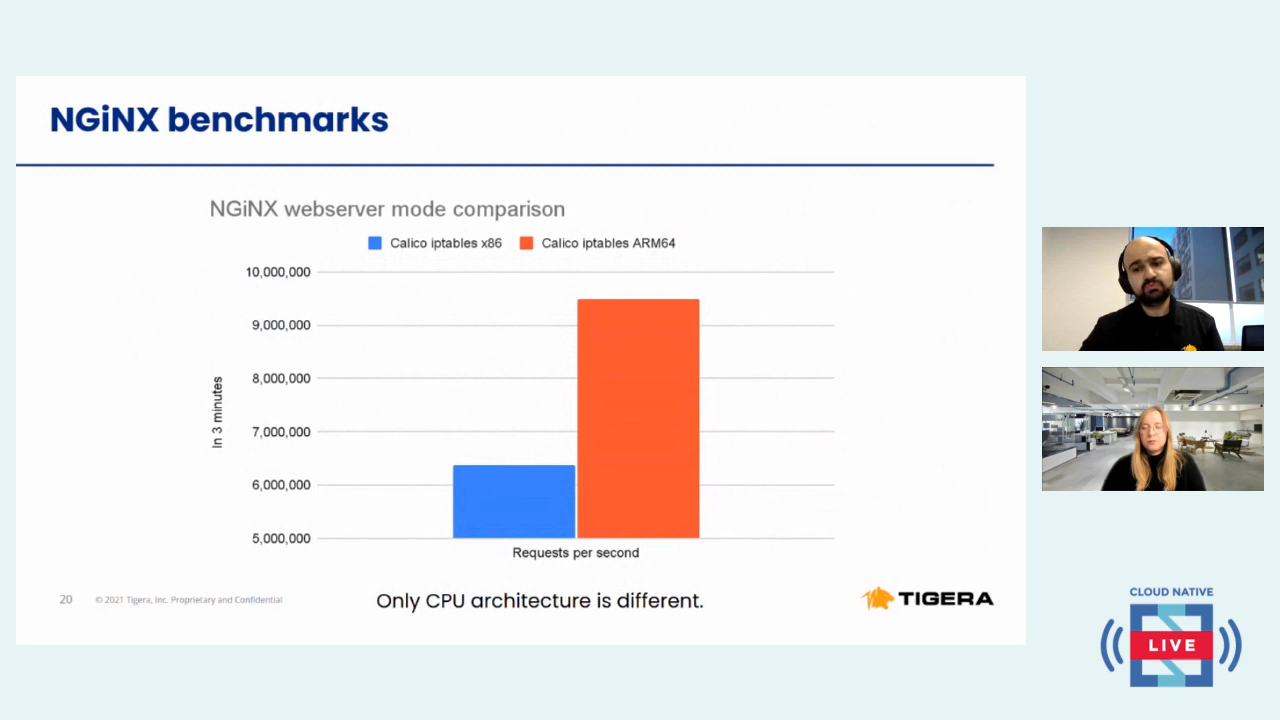 NGiNX benchmarks
NGiNX webserver mode comparison
Calico iptables x86
Calico iptables ARM64
10,000,000
9,000,000
8,000,000
7,000,000
6,000,000
5,000,000
In 3 minutes
Requests per second
20
© 2021 Tigera, Inc. Proprietary and Confidential
Only CPU architecture is different.
TIGERA
CLOUD NATIVE
LIVE